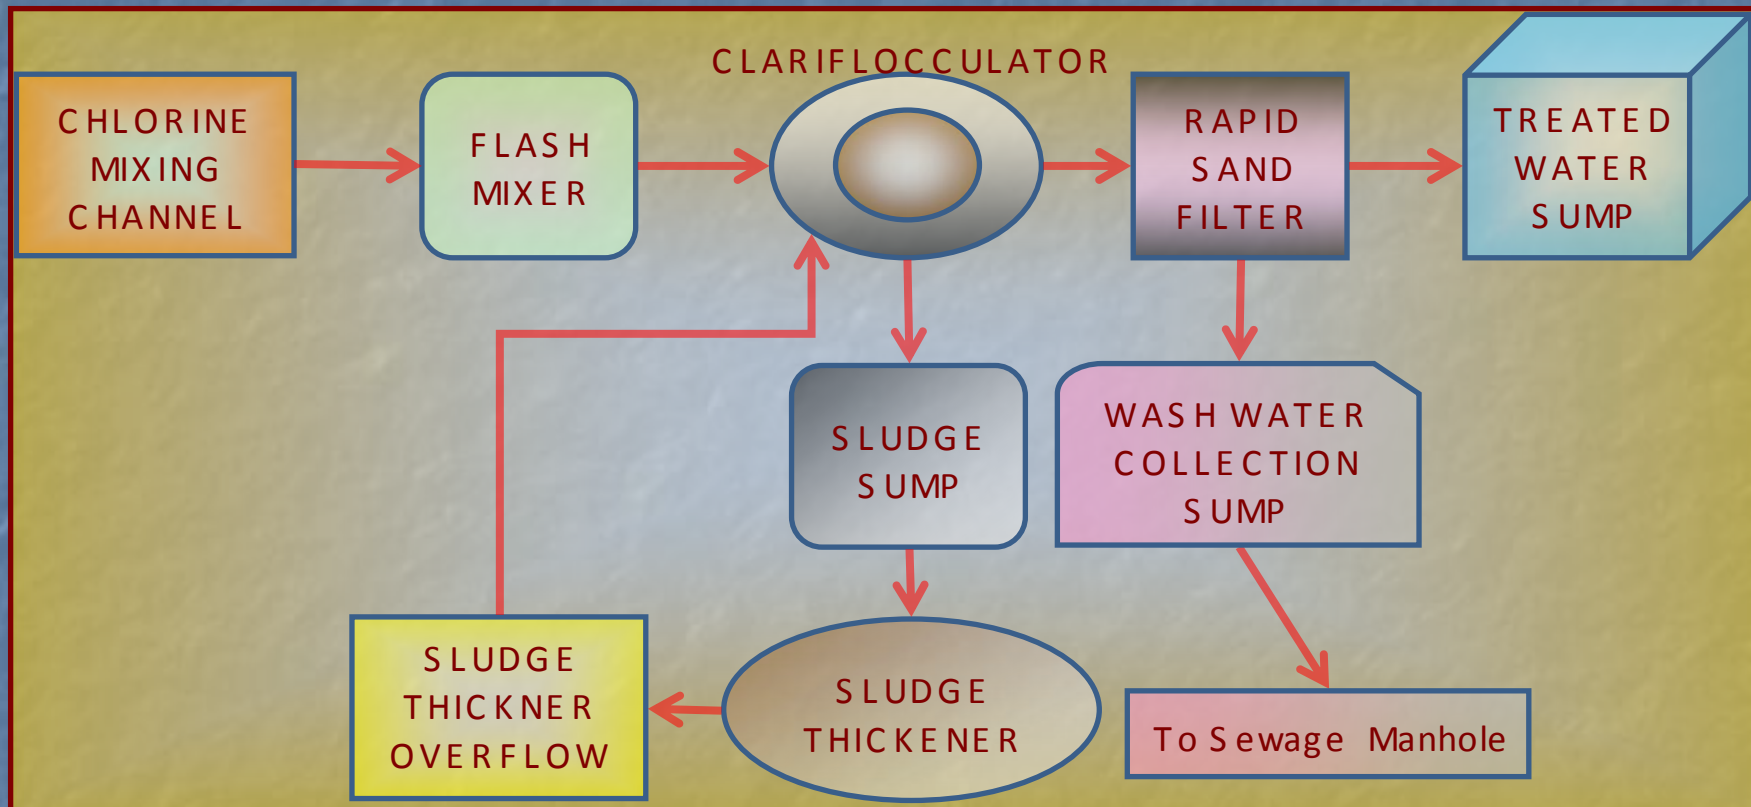 CLARIFLOCCULATOR
CHLORINE
MIXING
CHANNEL
FLASH
MIXER
RAPID
SAND
FILTER
TREATED
WATER
SUMP
SLUDGE
SUMP
WASH WATER
COLLECTION
SUMP
SLUDGE
THICKNER
OVERFLOW
SLUDGE
THICKENER
To Sewage Manhole